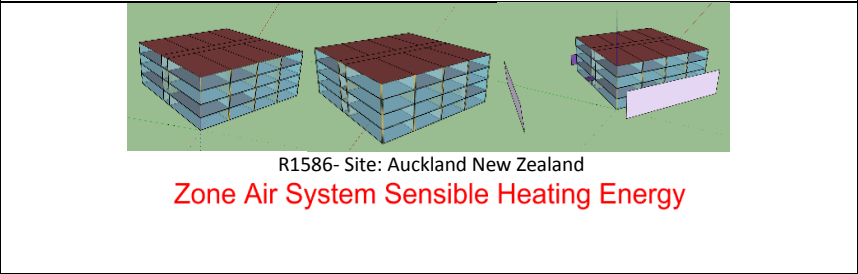 R1586- Site: Auckland New Zealand
Zone Air System Sensible Heating Energy